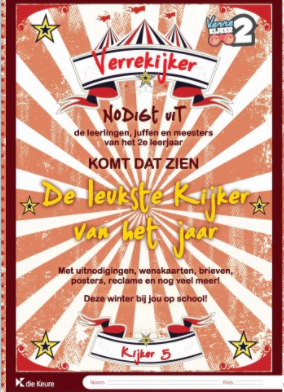 Verre
KIJKER
2
Verrekijker
NODIGt UiT
de leerlingen, juffen en meesters
van het 2e leerjaar
KOMT DAT ZIEN
De leukste Kijker
van het jaar
Met uitnodigingen, wenskaarten, brieven,
posters, reclame en nog veel meer!
Deze winter bij jou op school!
Kijker 5
die Keure
Naam
Klas